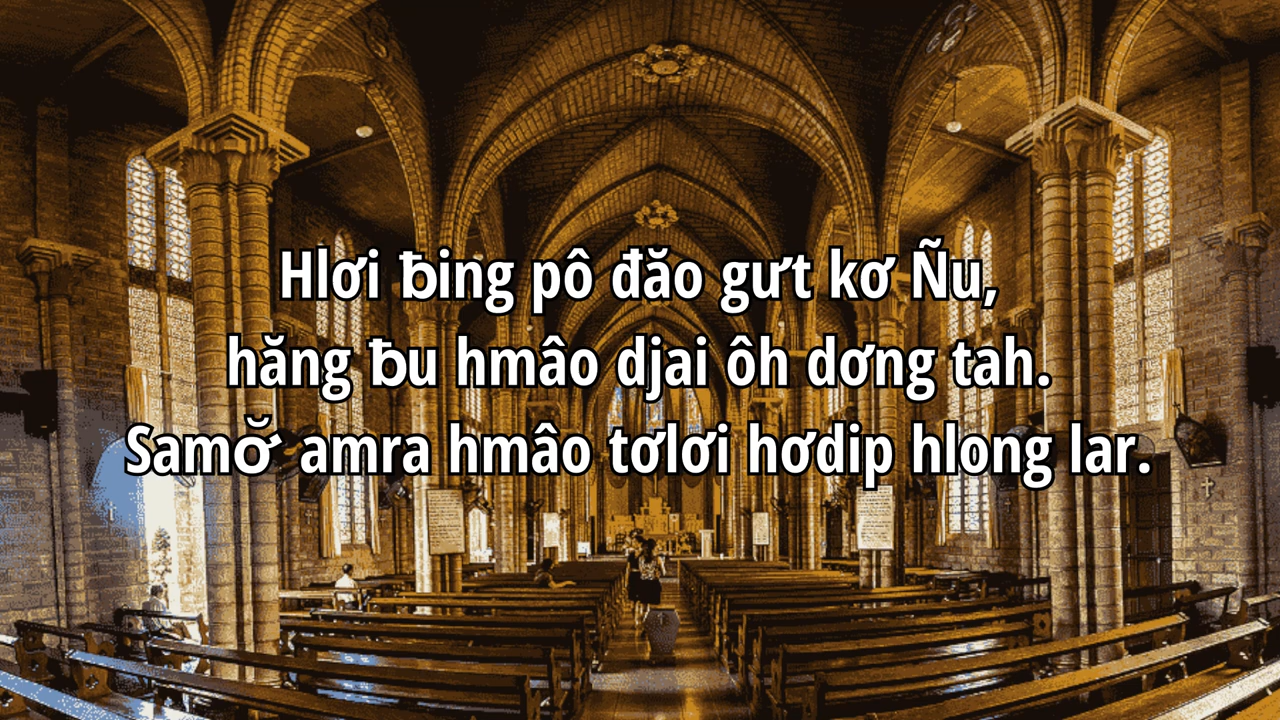 Hlơi ƀing pô đăo gưt kơ Ñu,
hăng ƀu hmâo djai ôh dơng tah.
Samơ̆ amra hmâo tơlơi hơdip hlong lar.